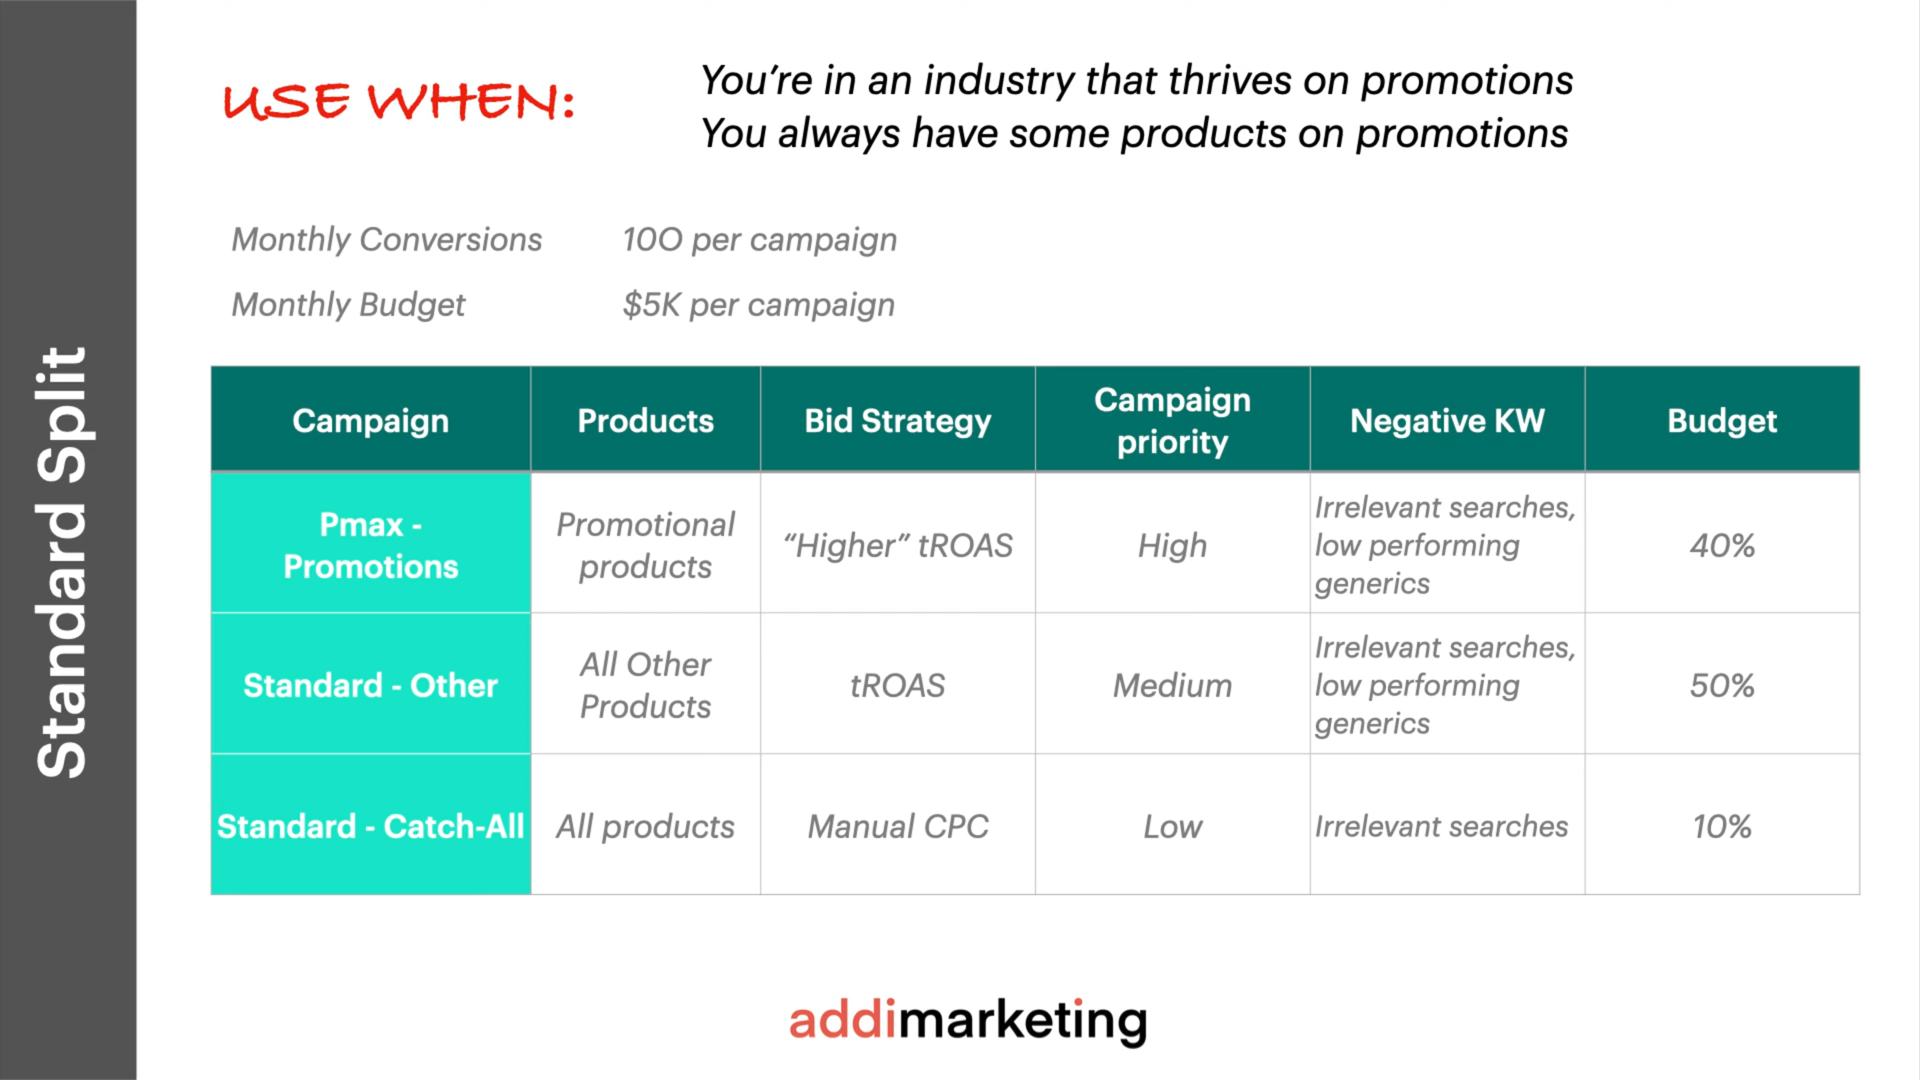 Standard Split
USE WHEN:
You're in an industry that thrives on promotions
You always have some products on promotions
Monthly Conversions 100 per campaign
Monthly Budget $5K per campaign
Campaign Products Bid Strategy Campaign priority Negative KW Budget
Pmax - Promotions Promotional products “Higher” tROAS High Irrelevant searches, low performing generics 40%
Standard - Other All Other Products tROAS Medium Irrelevant searches, low performing generics 50%
Standard - Catch-All All products Manual CPC Low Irrelevant searches 10%
addimarketing